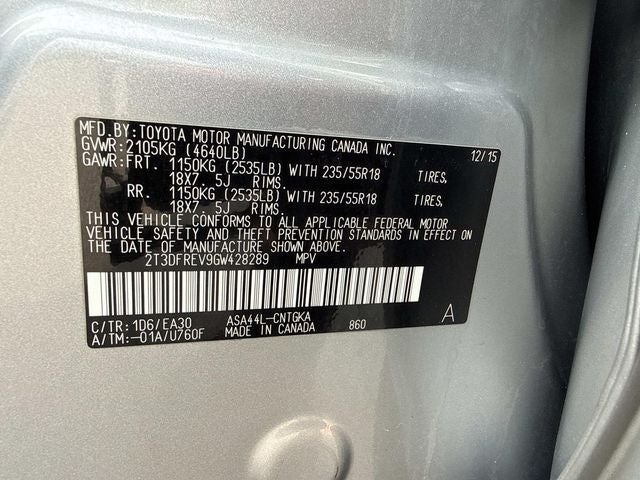 MFD.BY:TOYOTA MOTOR MANUFACTURING CANADA INC.
GVWR:2105KG (4640LB) 12/15
GAWR:FRT. 1150KG (2535LB) WITH 235/55R18 TIRES,
18X7 5J RIMS.
RR. 1150KG (2535LB) WITH 235/55R18 TIRES,
18X7 5J RIMS.
THIS VEHICLE CONFORMS TO ALL APPLICABLE FEDERAL MOTOR
VEHICLE SAFETY AND THEFT PREVENTION STANDARDS IN EFFECT ON
THE DATE OF MANUFACTURE SHOWN ABOVE.
2T3DFREV9GW428289 MPV
C/TR: 1D6/EA30 ASA44L-CNTGKA 860 A
A/TM:-01A/U760F MADE IN CANADA